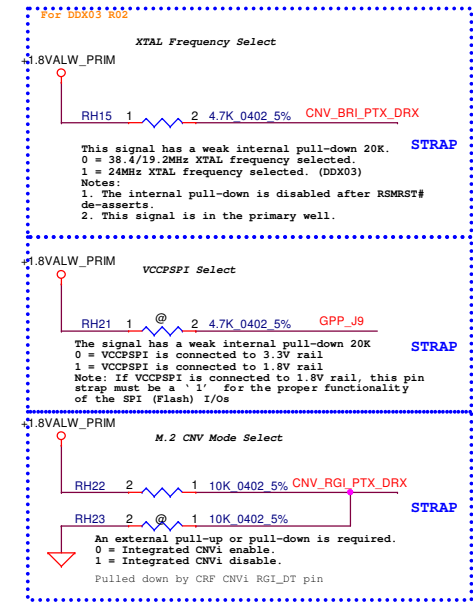 For DDX03 R02
XTAL Frequency Select
+1.8VALW_PRIM
RH15 1 2 4.7K_0402_5% CNV_BRI_PTX_DRX
STRAP
This signal has a weak internal pull-down 20K.
0 = 38.4/19.2MHz XTAL frequency selected.
1 = 24MHz XTAL frequency selected. (DDX03)
Notes:
1. The internal pull-down is disabled after RSMRST#
de-asserts.
2. This signal is in the primary well.
+1.8VALW_PRIM
VCCPSPI Select
@
RH21 1 2 4.7K_0402_5% GPP_J9
STRAP
The signal has a weak internal pull-down 20K
0 = VCCPSPI is connected to 3.3V rail
1 = VCCPSPI is connected to 1.8V rail
Note: If VCCPSPI is connected to 1.8V rail, this pin
strap must be a ‘ 1’ for the proper functionality
of the SPI (Flash) I/Os
+1.8VALW_PRIM
M.2 CNV Mode Select
RH22 2 1 10K_0402_5% CNV_RGI_PTX_DRX
STRAP
RH23 2 @ 1 10K_0402_5%
An external pull-up or pull-down is required.
0 = Integrated CNVi enable.
1 = Integrated CNVi disable.
Pulled down by CRF CNVi RGI_DT pin